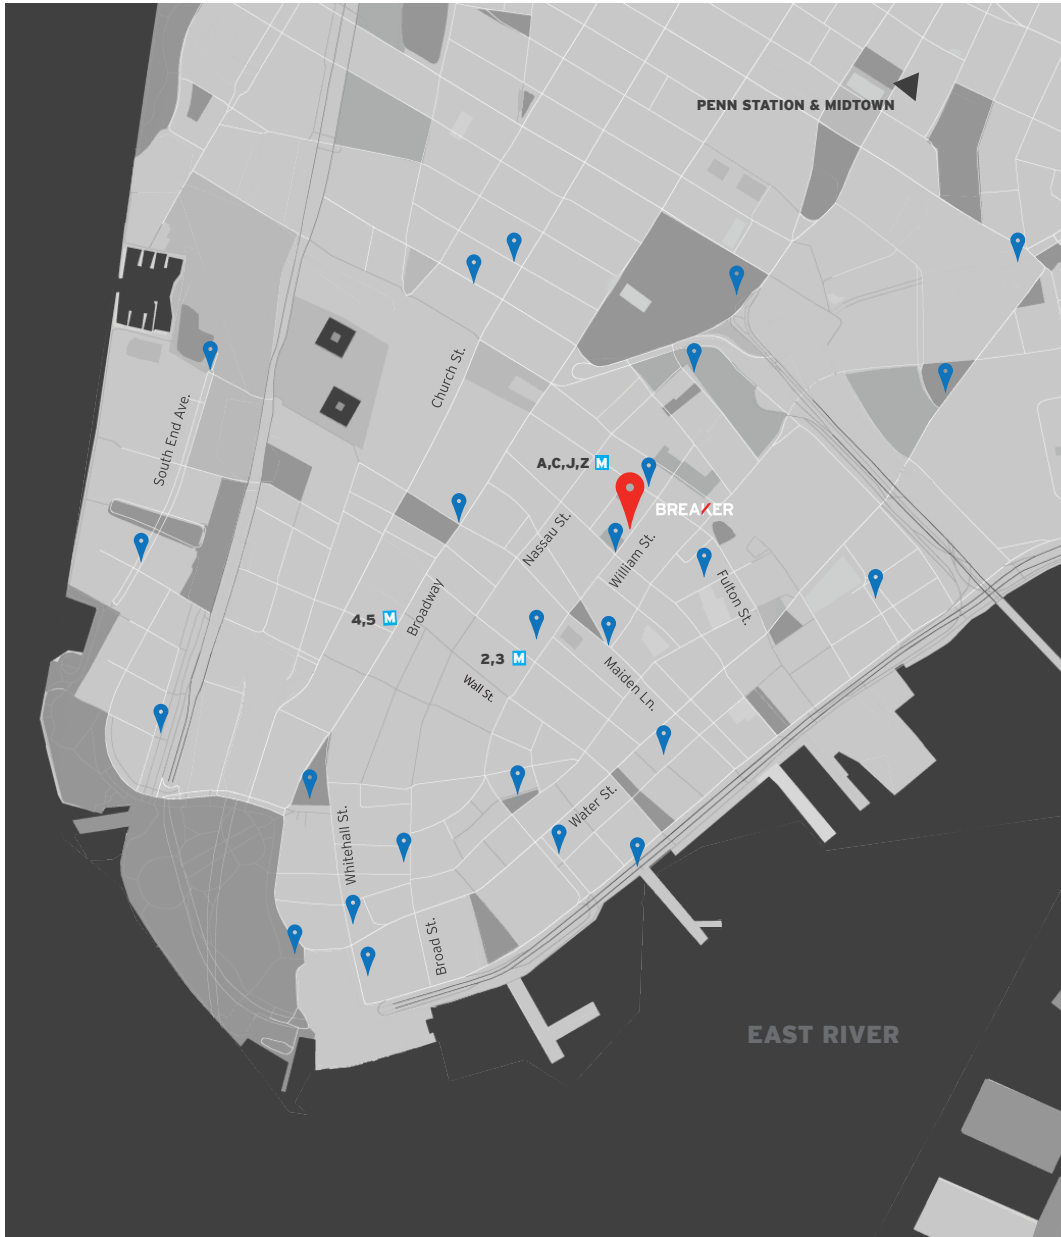 PENN STATION & MIDTOWN
Church St.
South End Ave.
A,C,J,Z M
BREAKER
Nassau St.
William St.
Fulton St.
Broadway
4,5 M
2,3 M
Wall St.
Maiden Ln.
Water St.
Whitehall St.
Broad St.
EAST RIVER